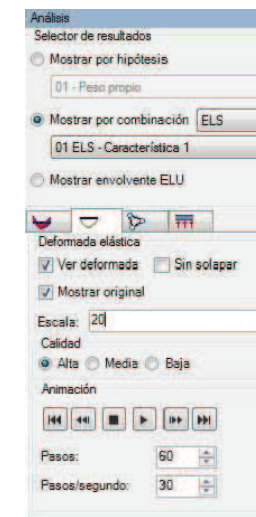 Análisis
Selector de resultados
Mostrar por hipótesis
01 - Peso propio
Mostrar por combinación ELS
01 ELS - Característica 1
Mostrar envolvente ELU
Deformada elástica
Ver deformada Sin solapar
Mostrar original
Escala: 20
Calidad
Alta Media Baja
Animación
Pasos: 60
Pasos/segundo: 30